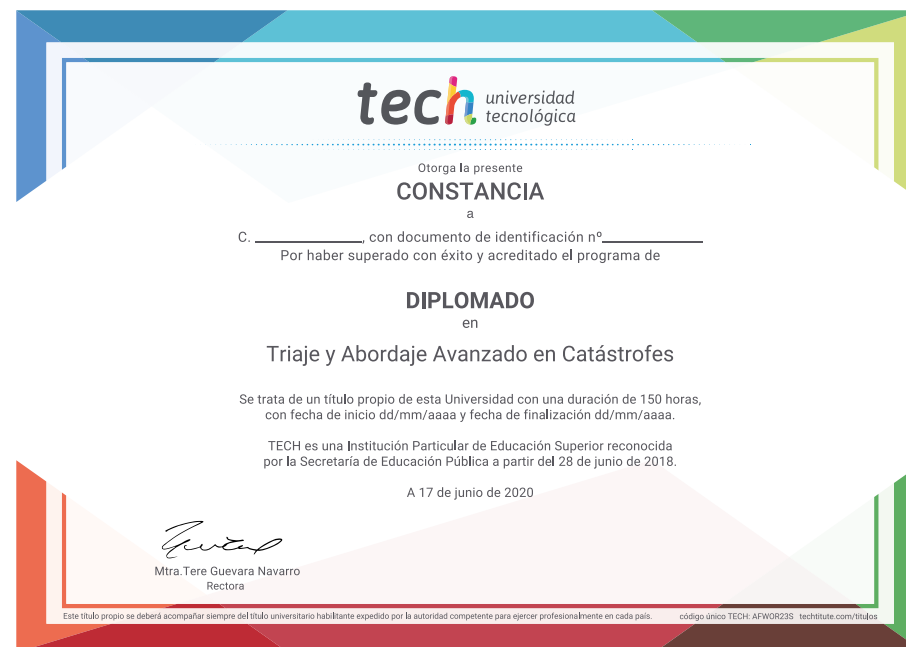 tech universidad
tecnológica
Otorga la presente
CONSTANCIA
a
C. ____________, con documento de identificación nº____________
Por haber superado con éxito y acreditado el programa de
DIPLOMADO
en
Triaje y Abordaje Avanzado en Catástrofes
Se trata de un título propio de esta Universidad con una duración de 150 horas,
con fecha de inicio dd/mm/aaaa y fecha de finalización dd/mm/aaaa.
TECH es una Institución Particular de Educación Superior reconocida
por la Secretaría de Educación Pública a partir del 28 de junio de 2018.
A 17 de junio de 2020
Mtra.Tere Guevara Navarro
Rectora
Este título propio se deberá acompañar siempre del título universitario habilitante expedido por la autoridad competente para ejercer profesionalmente en cada país. código único TECH: AFWOR23S techtitute.com/titulos